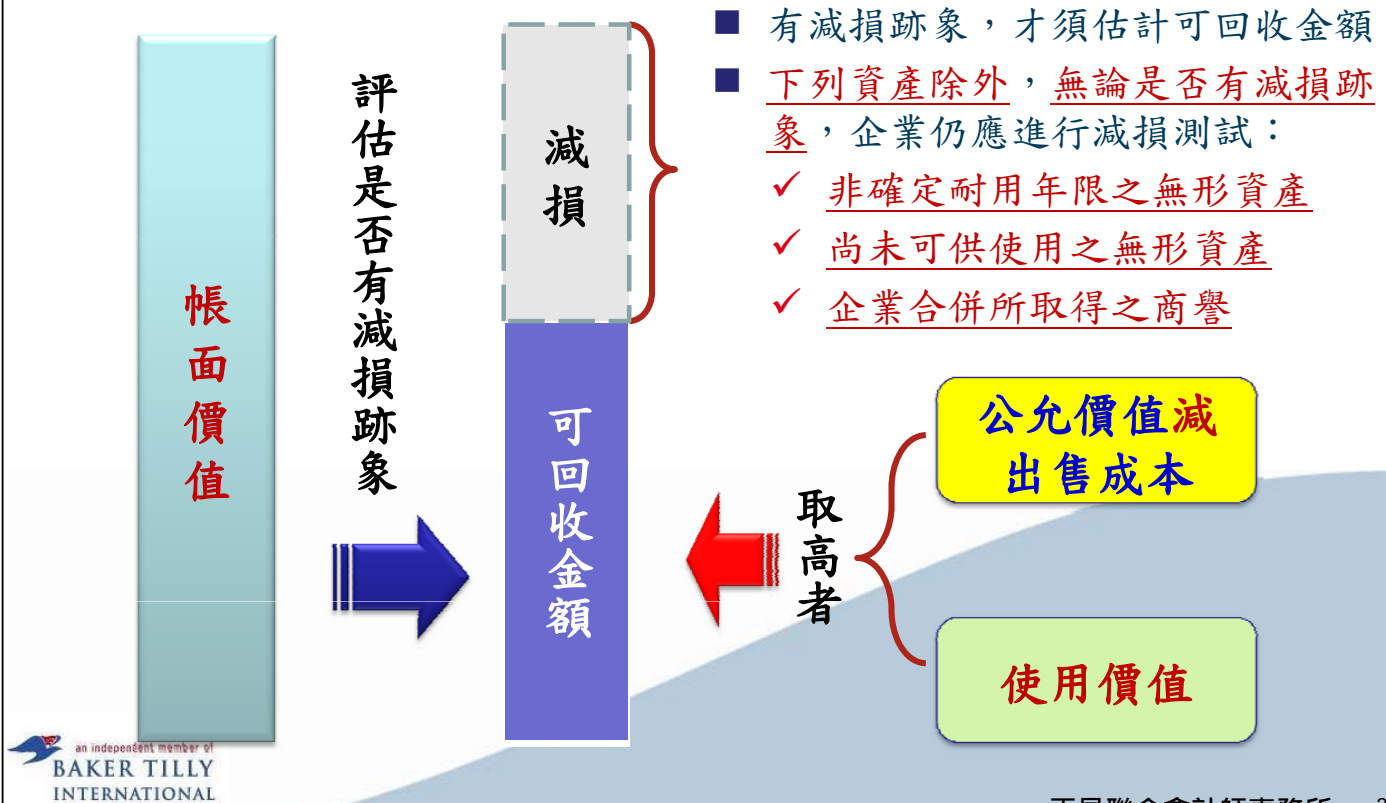 帳面價值
評估是否有減損跡象
減損
可回收金額
■ 有減損跡象，才須估計可回收金額
■ 下列資產除外，無論是否有減損跡
象，企業仍應進行減損測試：
✓ 非確定耐用年限之無形資產
✓ 尚未可供使用之無形資產
✓ 企業合併所取得之商譽
取高者
公允價值減
出售成本
使用價值
an independent member of
BAKER TILLY
INTERNATIONAL